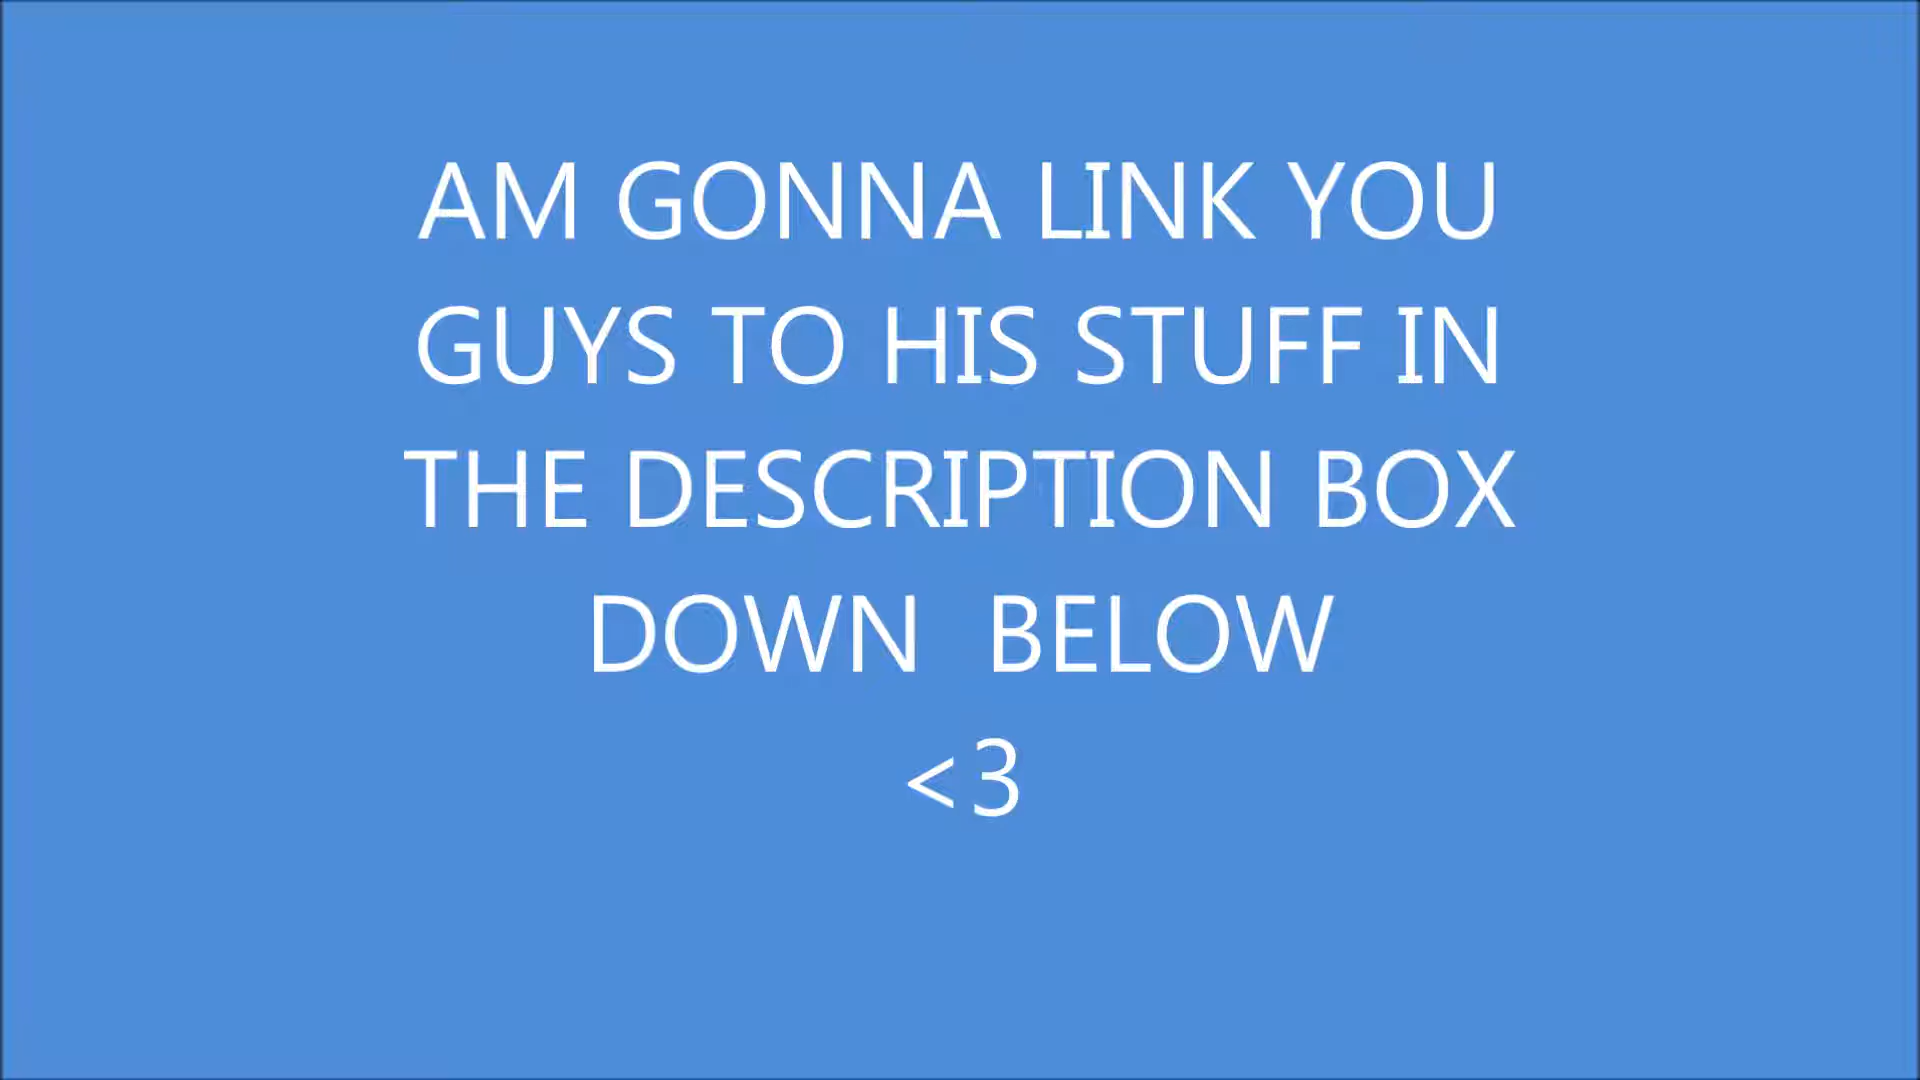 AM GONNA LINK YOU
GUYS TO HIS STUFF IN
THE DESCRIPTION BOX
DOWN  BELOW
<3